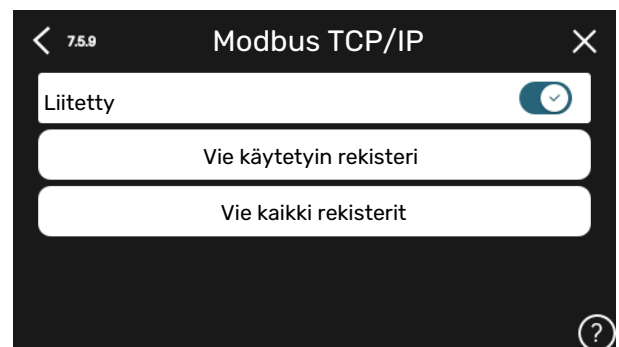 7.5.9 Modbus TCP/IP
Liitetty
Vie käytetyin rekisteri
Vie kaikki rekisterit
?